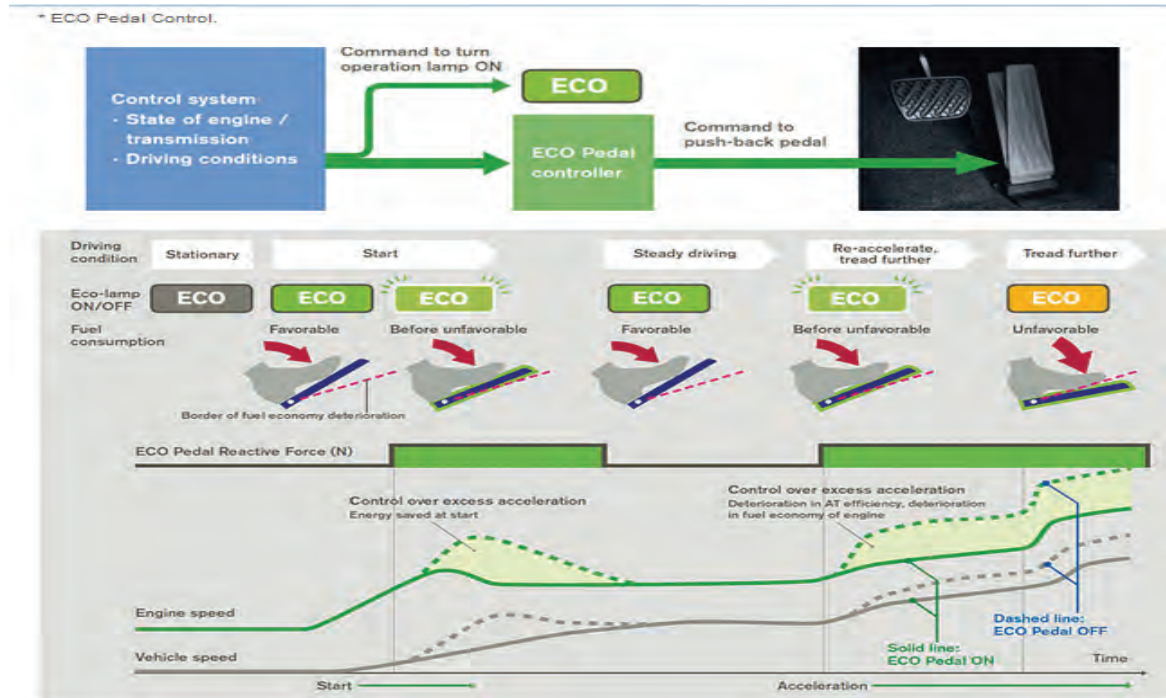 * ECO Pedal Control.
Command to turn
operation lamp ON
ECO
Control system
- State of engine /
transmission
- Driving conditions
ECO Pedal
controller
Command to
push-back pedal
Driving
condition
Stationary
Start
Steady driving
Re-accelerate,
tread further
Tread further
Eco-lamp
ON/OFF
ECO
ECO
ECO
ECO
ECO
ECO
Fuel
consumption
Favorable
Before unfavorable
Favorable
Before unfavorable
Unfavorable
Border of fuel economy deterioration
ECO Pedal Reactive Force (N)
Control over excess acceleration
Energy saved at start
Control over excess acceleration
Deterioration in AT efficiency, deterioration
in fuel economy of engine
Engine speed
Dashed line:
ECO Pedal OFF
Vehicle speed
Solid line:
ECO Pedal ON
Time
Start
Acceleration